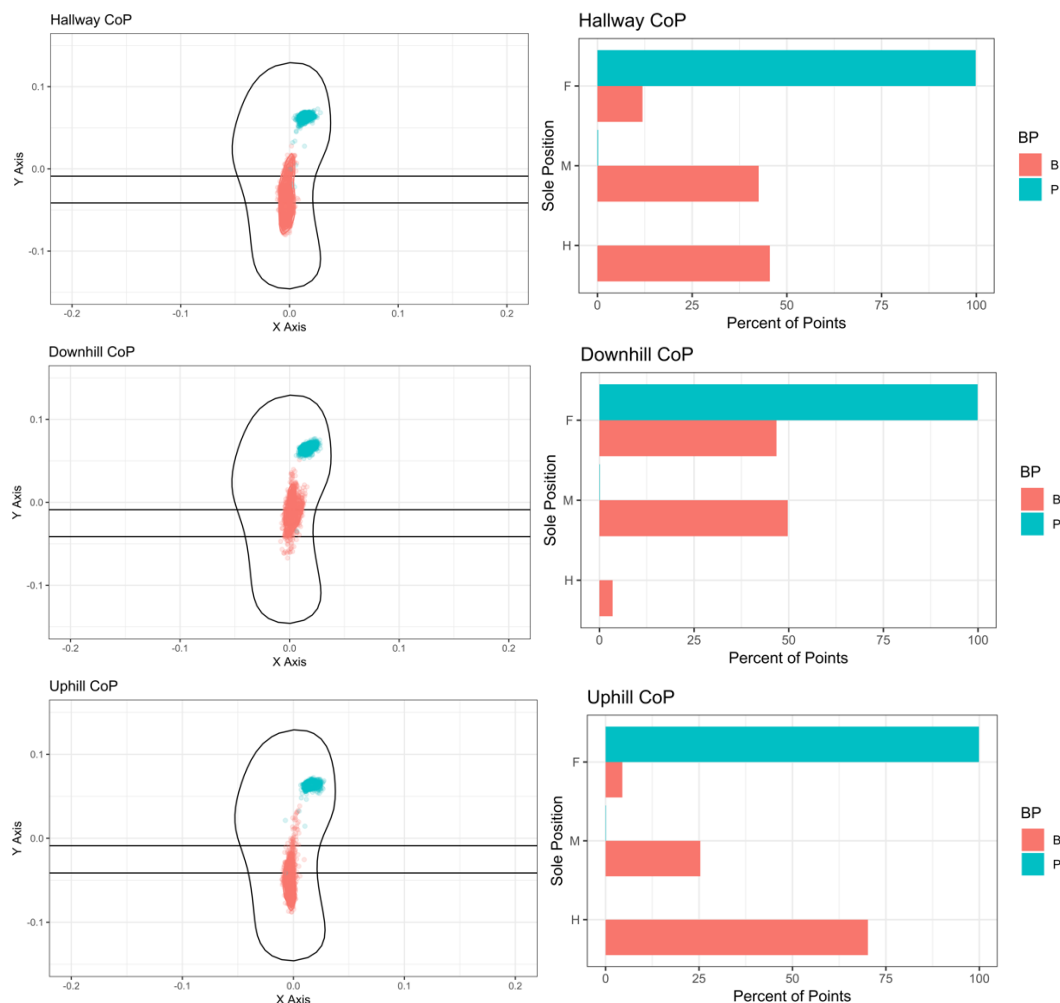 Hallway CoP
Y Axis
0.1
0.0
-0.1
-0.2
-0.1
0.0
0.1
0.2
X Axis
Hallway CoP
Sole Position
F
M
H
0
25
50
75
100
Percent of Points
BP
B
P
Downhill CoP
Y Axis
0.1
0.0
-0.1
-0.2
-0.1
0.0
0.1
0.2
X Axis
Downhill CoP
Sole Position
F
M
H
0
25
50
75
100
Percent of Points
BP
B
P
Uphill CoP
Y Axis
0.1
0.0
-0.1
-0.2
-0.1
0.0
0.1
0.2
X Axis
Uphill CoP
Sole Position
F
M
H
0
25
50
75
100
Percent of Points
BP
B
P